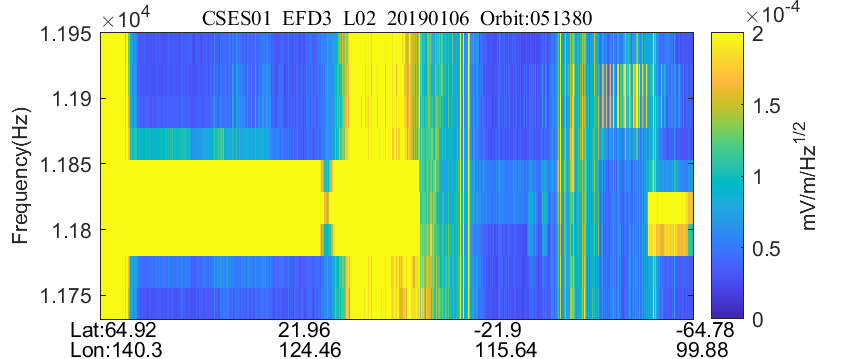 ×10⁴ CSES01 EFD3 L02 20190106 Orbit:051380 ×10⁻⁴
1.195
1.19
1.185
1.18
1.175
Frequency(Hz)
2
1.5
1
0.5
0
mV/m/Hz^1/2
Lat:64.92 21.96 -21.9 -64.78
Lon:140.3 124.46 115.64 99.88